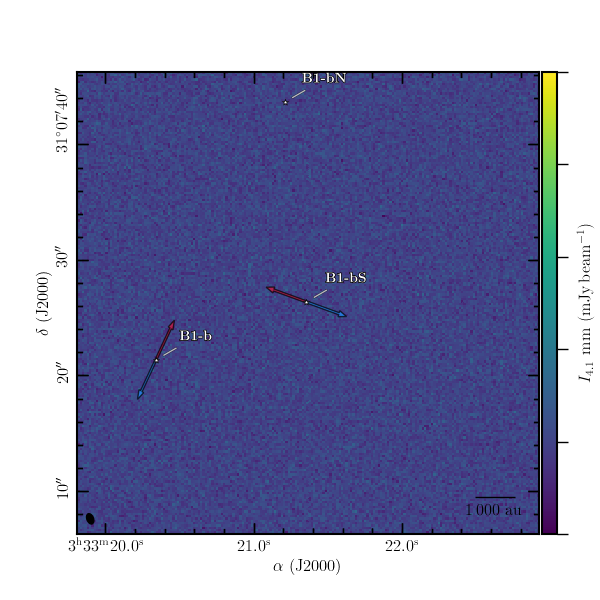 B1-bN
31°07′40″
30″
B1-bS
δ (J2000)
B1-b
20″
10″
1 000 au
3ʰ33ᵐ20.0ˢ 21.0ˢ 22.0ˢ
α (J2000)
I₄.₁ mm (mJy beam⁻¹)